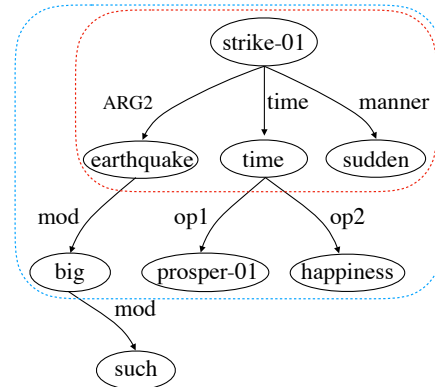 strike-01
ARG2 time manner
earthquake time sudden
mod op1 op2
big prosper-01 happiness
mod
such